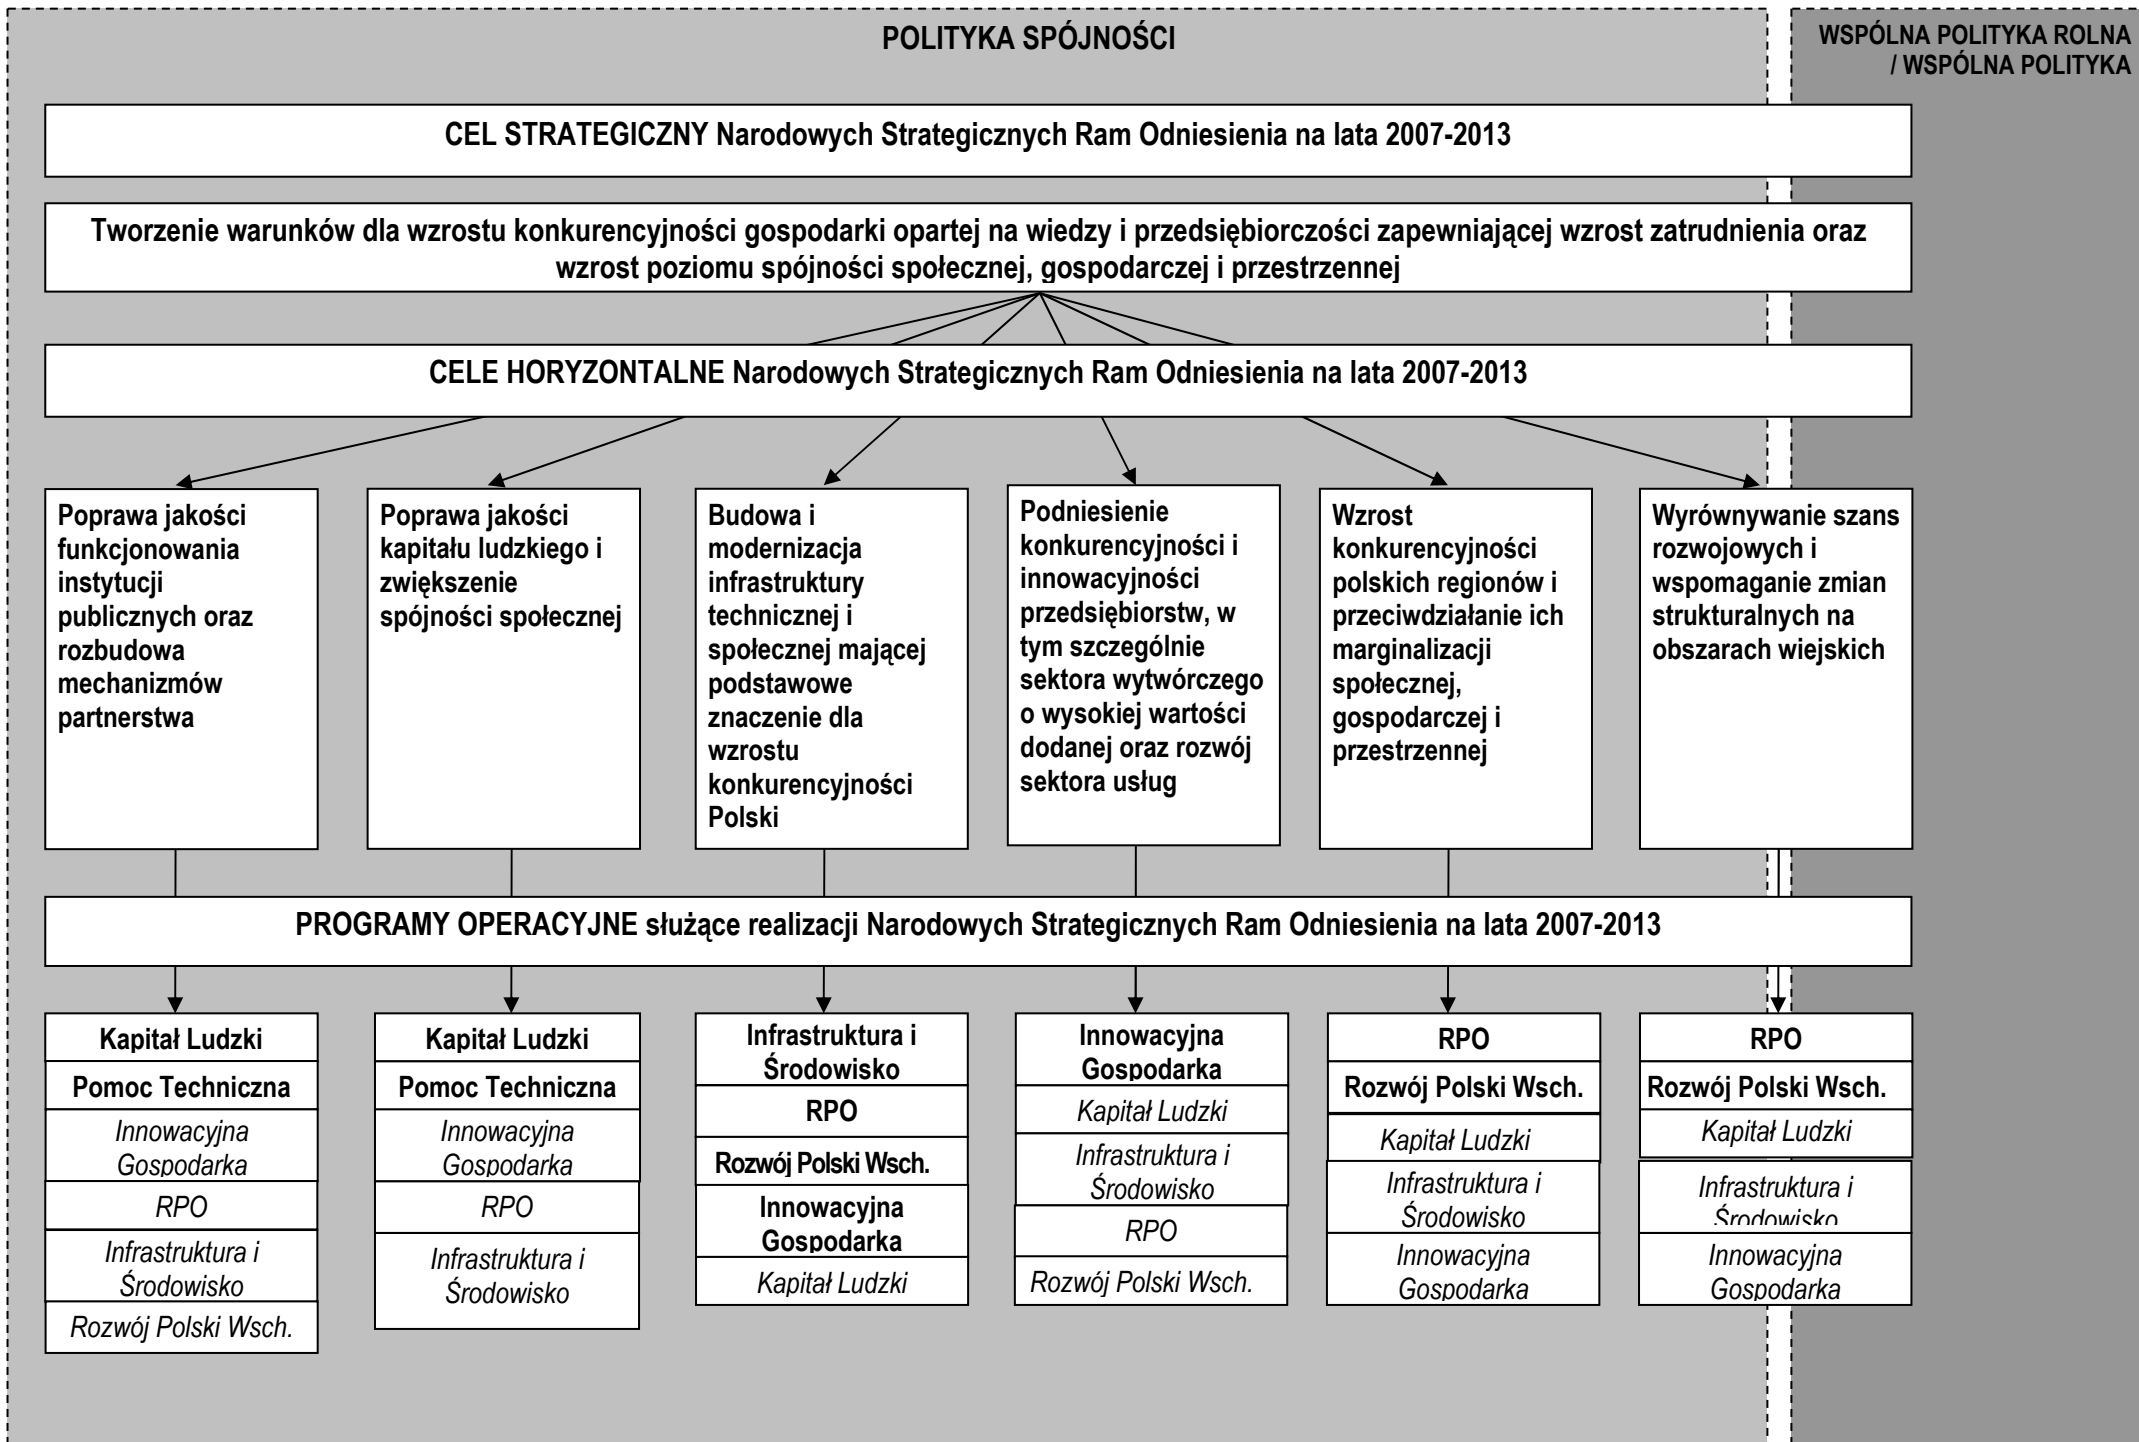 POLITYKA SPÓJNOŚCI
WSPÓLNA POLITYKA ROLNA
/ WSPÓLNA POLITYKA
CEL STRATEGICZNY Narodowych Strategicznych Ram Odniesienia na lata 2007-2013
Tworzenie warunków dla wzrostu konkurencyjności gospodarki opartej na wiedzy i przedsiębiorczości zapewniającej wzrost zatrudnienia oraz
wzrost poziomu spójności społecznej, gospodarczej i przestrzennej
CELE HORYZONTALNE Narodowych Strategicznych Ram Odniesienia na lata 2007-2013
Poprawa jakości
funkcjonowania
instytucji
publicznych oraz
rozbudowa
mechanizmów
partnerstwa
Poprawa jakości
kapitału ludzkiego i
zwiększenie
spójności społecznej
Budowa i
modernizacja
infrastruktury
technicznej i
społecznej mającej
podstawowe
znaczenie dla
wzrostu
konkurencyjności
Polski
Podniesienie
konkurencyjności i
innowacyjności
przedsiębiorstw, w
tym szczególnie
sektora wytwórczego
o wysokiej wartości
dodanej oraz rozwój
sektora usług
Wzrost
konkurencyjności
polskich regionów i
przeciwdziałanie ich
marginalizacji
społecznej,
gospodarczej i
przestrzennej
Wyrównywanie szans
rozwojowych i
wspomaganie zmian
strukturalnych na
obszarach wiejskich
PROGRAMY OPERACYJNE służące realizacji Narodowych Strategicznych Ram Odniesienia na lata 2007-2013
Kapitał Ludzki
Pomoc Techniczna
Innowacyjna
Gospodarka
RPO
Infrastruktura i
Środowisko
Rozwój Polski Wsch.
Kapitał Ludzki
Pomoc Techniczna
Innowacyjna
Gospodarka
RPO
Infrastruktura i
Środowisko
Infrastruktura i
Środowisko
RPO
Rozwój Polski Wsch.
Innowacyjna
Gospodarka
Kapitał Ludzki
Innowacyjna
Gospodarka
Kapitał Ludzki
Infrastruktura i
Środowisko
RPO
Rozwój Polski Wsch.
RPO
Rozwój Polski Wsch.
Kapitał Ludzki
Infrastruktura i
Środowisko
Innowacyjna
Gospodarka
RPO
Rozwój Polski Wsch.
Kapitał Ludzki
Infrastruktura i
Środowisko
Innowacyjna
Gospodarka